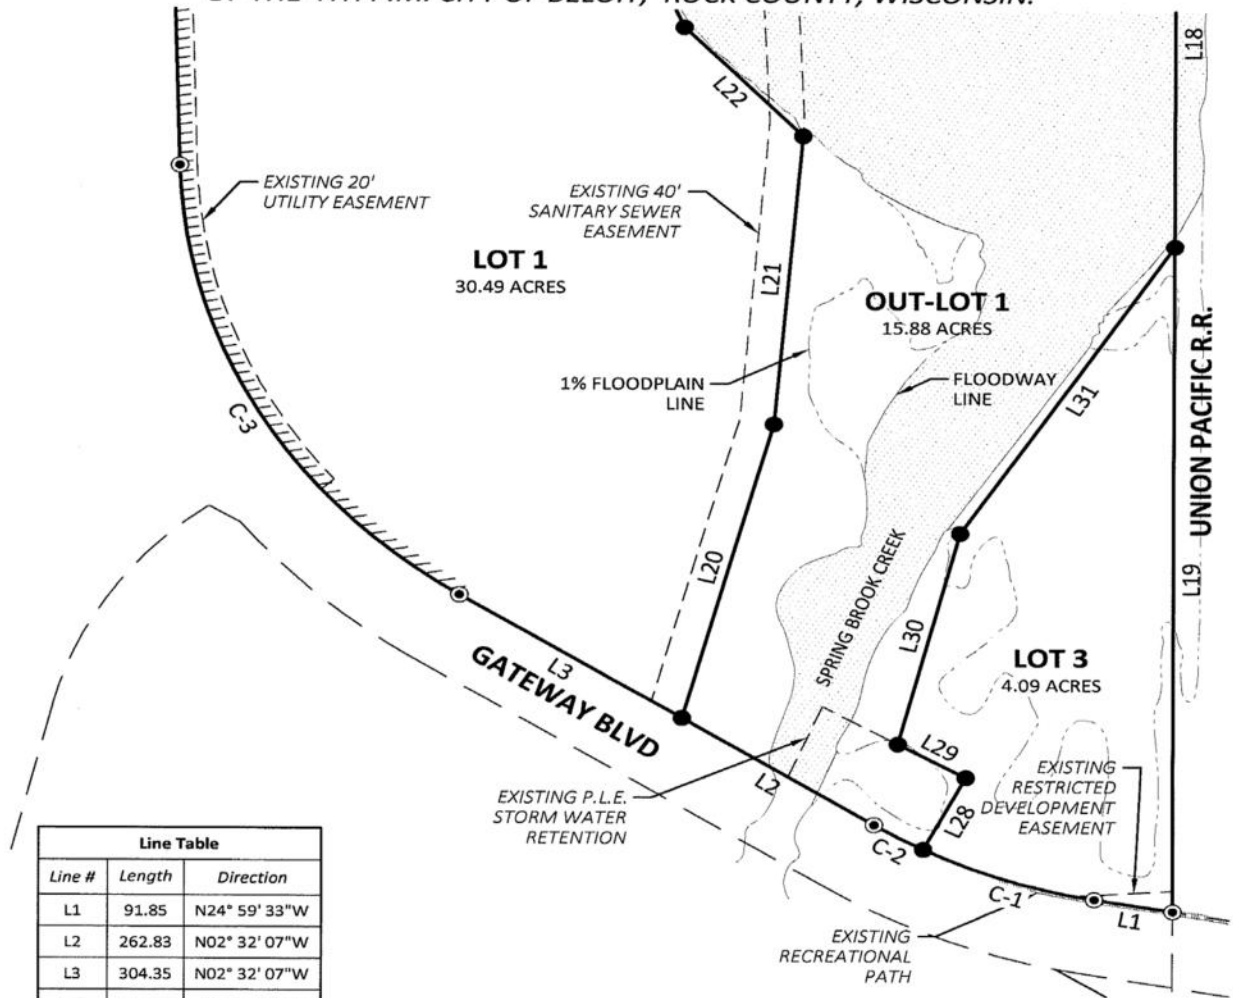 ROCK COUNTY, WISCONSIN.
L18
L22
EXISTING 20'
UTILITY EASEMENT
EXISTING 40'
SANITARY SEWER
EASEMENT
LOT 1
30.49 ACRES
L21
OUT-LOT 1
15.88 ACRES
1% FLOODPLAIN
LINE
FLOODWAY
LINE
L31
UNION PACIFIC R.R.
C-3
L20
SPRING BROOK CREEK
L30
L19
LOT 3
4.09 ACRES
L3
GATEWAY BLVD
L29
L2
EXISTING P.L.E.
STORM WATER
RETENTION
EXISTING
RESTRICTED
DEVELOPMENT
EASEMENT
L28
C-2
C-1
L1
EXISTING
RECREATIONAL
PATH
Line Table
Line # Length Direction
L1 91.85 N24° 59' 33"W
L2 262.83 N02° 32' 07"W
L3 304.35 N02° 32' 07"W